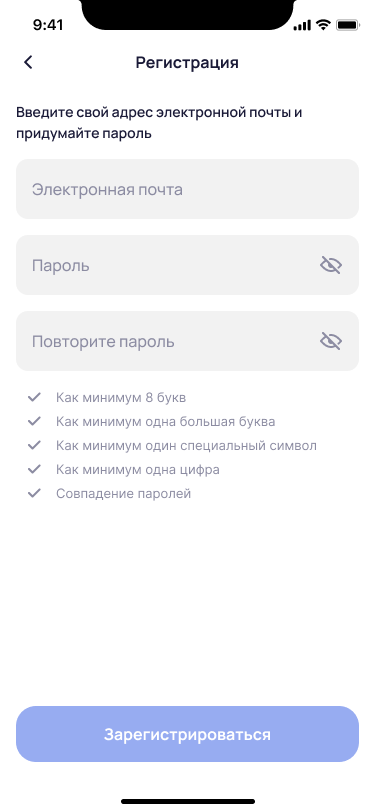 9:41
Регистрация
Введите свой адрес электронной почты и
придумайте пароль
Электронная почта
Пароль
Повторите пароль
Как минимум 8 букв
Как минимум одна большая буква
Как минимум один специальный символ
Как минимум одна цифра
Совпадение паролей
Зарегистрироваться